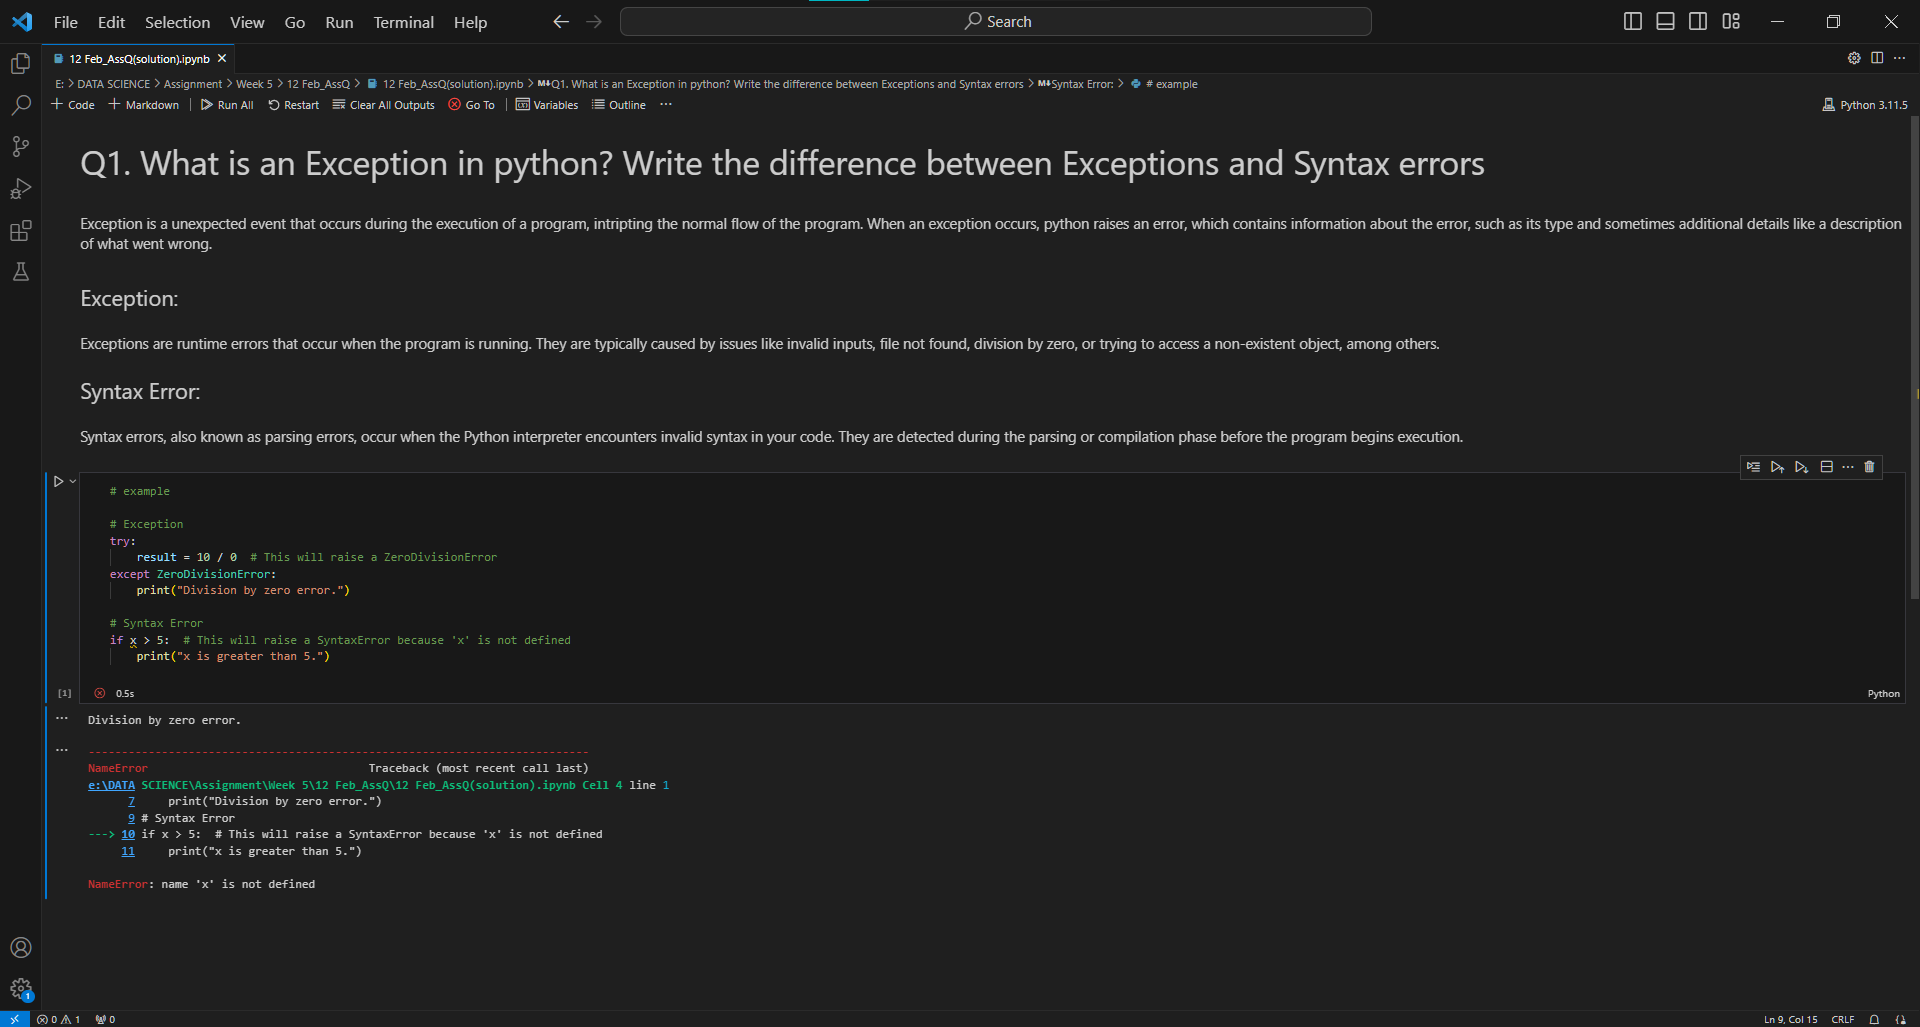 File Edit Selection View Go Run Terminal Help
Search
12 Feb_AssQ(solution).ipynb
E: > DATA SCIENCE > Assignment > Week 5 > 12 Feb_AssQ > 12 Feb_AssQ(solution).ipynb > M↓Q1. What is an Exception in python? Write the difference between Exceptions and Syntax errors > M↓Syntax Error: > # example
+ Code + Markdown | Run All Restart Clear All Outputs Go To | Variables Outline ...
Python 3.11.5
Q1. What is an Exception in python? Write the difference between Exceptions and Syntax errors
Exception is a unexpected event that occurs during the execution of a program, intripting the normal flow of the program. When an exception occurs, python raises an error, which contains information about the error, such as its type and sometimes additional details like a description
of what went wrong.
Exception:
Exceptions are runtime errors that occur when the program is running. They are typically caused by issues like invalid inputs, file not found, division by zero, or trying to access a non-existent object, among others.
Syntax Error:
Syntax errors, also known as parsing errors, occur when the Python interpreter encounters invalid syntax in your code. They are detected during the parsing or compilation phase before the program begins execution.
# example
# Exception
try:
    result = 10 / 0  # This will raise a ZeroDivisionError
except ZeroDivisionError:
    print("Division by zero error.")
# Syntax Error
if x > 5:  # This will raise a SyntaxError because 'x' is not defined
    print("x is greater than 5.")
[1] 0.5s
Python
Division by zero error.
---------------------------------------------------------------------------
NameError                                 Traceback (most recent call last)
e:\DATA SCIENCE\Assignment\Week 5\12 Feb_AssQ\12 Feb_AssQ(solution).ipynb Cell 4 line 1
      7     print("Division by zero error.")
      9 # Syntax Error
---> 10 if x > 5:  # This will raise a SyntaxError because 'x' is not defined
     11     print("x is greater than 5.")
NameError: name 'x' is not defined
1
0 1 0
Ln 9, Col 15 CRLF